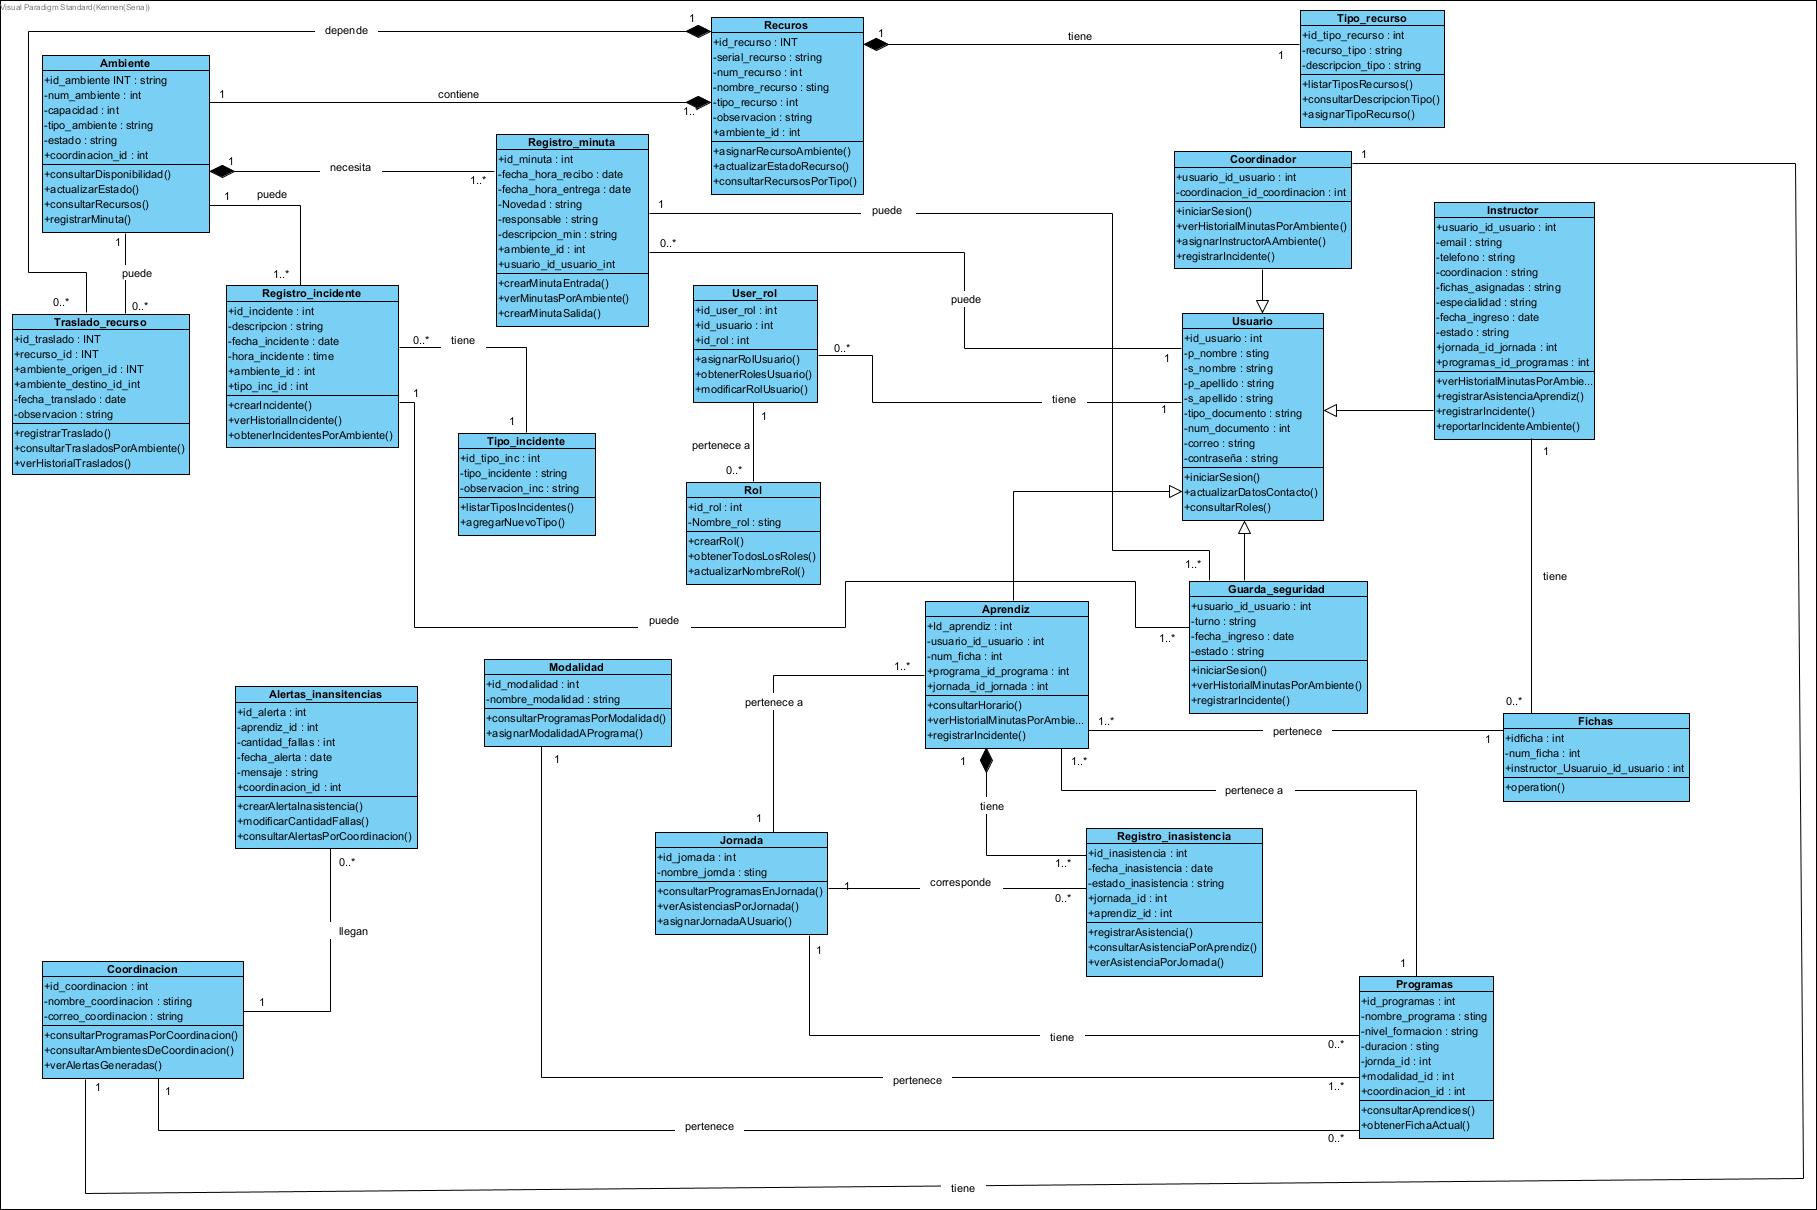 Visual Paradigm Standard(Kennen(Sena))
depende
1
Recuros
+id_recurso : INT
-serial_recurso : string
-num_recurso : int
-nombre_recurso : sting
-tipo_recurso : int
-observacion : string
+ambiente_id : int
+asignarRecursoAmbiente()
+actualizarEstadoRecurso()
+consultarRecursosPorTipo()
1
tiene
1
Tipo_recurso
+id_tipo_recurso : int
-recurso_tipo : string
-descripcion_tipo : string
+listarTiposRecursos()
+consultarDescripcionTipo()
+asignarTipoRecurso()
Ambiente
+id_ambiente INT : string
-num_ambiente : int
-capacidad : int
-tipo_ambiente : string
-estado : string
+coordinacion_id : int
+consultarDisponibilidad()
+actualizarEstado()
+consultarRecursos()
+registrarMinuta()
1
contiene
1..*
1
necesita
1..*
1
puede
1..*
1
puede
0..*
0..*
Registro_minuta
+id_minuta : int
-fecha_hora_recibo : date
-fecha_hora_entrega : date
-Novedad : string
-responsable : string
-descripcion_min : string
+ambiente_id : int
+usuario_id_usuario_int
+crearMinutaEntrada()
+verMinutasPorAmbiente()
+crearMinutaSalida()
1
puede
0..*
puede
1
Coordinador
+usuario_id_usuario : int
-coordinacion_id_coordinacion : int
+iniciarSesion()
+verHistorialMinutasPorAmbiente()
+asignarInstructorAAmbiente()
+registrarIncidente()
1
Instructor
+usuario_id_usuario : int
-email : string
-telefono : string
-coordinacion : string
-fichas_asignadas : string
-especialidad : string
-fecha_ingreso : date
-estado : string
+jornada_id_jornada : int
+programas_id_programas : int
+verHistorialMinutasPorAmbie...
+registrarAsistenciaAprendiz()
+registrarIncidente()
+reportarIncidenteAmbiente()
1
tiene
0..*
Traslado_recurso
+id_traslado : INT
+recurso_id : INT
+ambiente_origen_id : INT
+ambiente_destino_id_int
-fecha_translado : date
-observacion : string
+registrarTraslado()
+consultarTrasladosPorAmbiente()
+verHistorialTraslados()
Registro_incidente
+id_incidente : int
-descripcion : string
-fecha_incidente : date
-hora_incidente : time
+ambiente_id : int
+tipo_inc_id : int
+crearIncidente()
+verHistorialIncidente()
+obtenerIncidentesPorAmbiente()
0..*
tiene
1
1
puede
1..*
Tipo_incidente
+id_tipo_inc : int
-tipo_incidente : string
-observacion_inc : string
+listarTiposIncidentes()
+agregarNuevoTipo()
User_rol
+id_user_rol : int
+id_usuario : int
+id_rol : int
+asignarRolUsuario()
+obtenerRolesUsuario()
+modificarRolUsuario()
0..*
tiene
1
1
pertenece a
0..*
Rol
+id_rol : int
-Nombre_rol : sting
+crearRol()
+obtenerTodosLosRoles()
+actualizarNombreRol()
Usuario
+id_usuario : int
-p_nombre : sting
-s_nombre : string
-p_apellido : string
-s_apellido : string
-tipo_documento : string
-num_documento : int
-correo : string
-contraseña : string
+iniciarSesion()
+actualizarDatosContacto()
+consultarRoles()
1..*
Guarda_seguridad
+usuario_id_usuario : int
-turno : string
-fecha_ingreso : date
-estado : string
+iniciarSesion()
+verHistorialMinutasPorAmbiente()
+registrarIncidente()
Aprendiz
+Id_aprendiz : int
-usuario_id_usuario : int
-num_ficha : int
+programa_id_programa : int
+jornada_id_jornada : int
+consultarHorario()
+verHistorialMinutasPorAmbie...
+registrarIncidente()
1..*
pertenece a
1
1..*
pertenece
1
1
tiene
1..*
1..*
pertenece a
1
Fichas
+idficha : int
-num_ficha : int
+instructor_Usuaruio_id_usuario : int
+operation()
Modalidad
+id_modalidad : int
-nombre_modalidad : string
+consultarProgramasPorModalidad()
+asignarModalidadAPrograma()
1
Alertas_inansitencias
+id_alerta : int
-aprendiz_id : int
-cantidad_fallas : int
-fecha_alerta : date
-mensaje : string
+coordinacion_id : int
+crearAlertaInasistencia()
+modificarCantidadFallas()
+consultarAlertasPorCoordinacion()
0..*
llegan
1
Jornada
+id_jornada : int
-nombre_jornda : sting
+consultarProgramasEnJornada()
+verAsistenciasPorJornada()
+asignarJornadaAUsuario()
1
corresponde
0..*
1
tiene
0..*
Registro_inasistencia
+id_inasistencia : int
-fecha_inasistencia : date
-estado_inasistencia : string
+jornada_id : int
+aprendiz_id : int
+registrarAsistencia()
+consultarAsistenciaPorAprendiz()
+verAsistenciaPorJornada()
Coordinacion
+id_coordinacion : int
-nombre_coordinacion : stiring
-correo_coordinacion : string
+consultarProgramasPorCoordinacion()
+consultarAmbientesDeCoordinacion()
+verAlertasGeneradas()
1
1
Programas
+id_programas : int
-nombre_programa : sting
-nivel_formacion : string
-duracion : sting
-jornda_id : int
+modalidad_id : int
+coordinacion_id : int
+consultarAprendices()
+obtenerFichaActual()
pertenece
1..*
pertenece
0..*
tiene